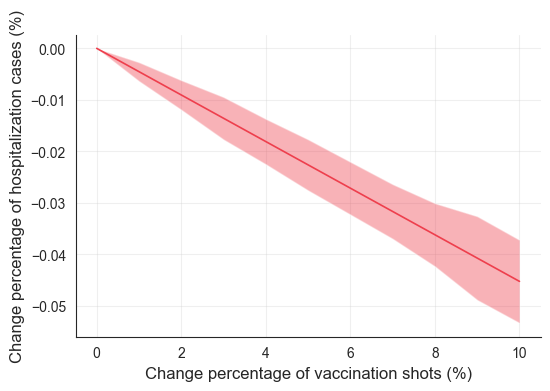 Change percentage of hospitalization cases (%)
0.00
−0.01
−0.02
−0.03
−0.04
−0.05
0 2 4 6 8 10
Change percentage of vaccination shots (%)